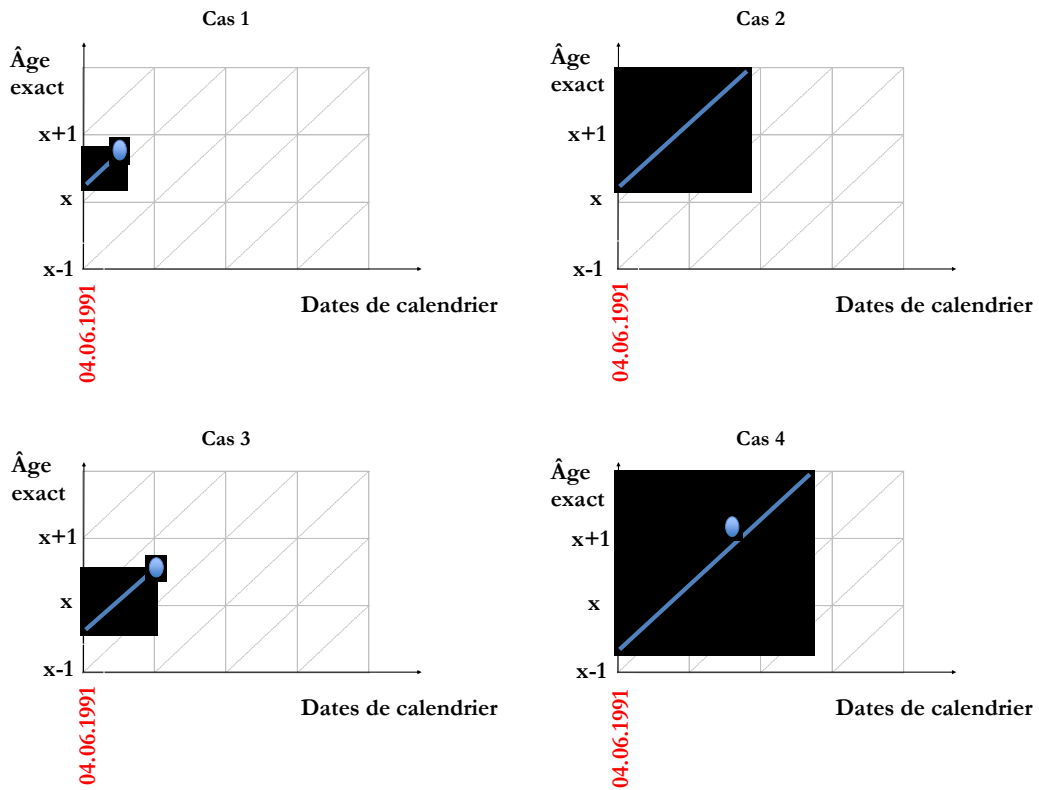 Cas 1
Âge
exact
x+1
x
x-1
04.06.1991
Dates de calendrier
Cas 2
Âge
exact
x+1
x
x-1
04.06.1991
Dates de calendrier
Cas 3
Âge
exact
x+1
x
x-1
04.06.1991
Dates de calendrier
Cas 4
Âge
exact
x+1
x
x-1
04.06.1991
Dates de calendrier